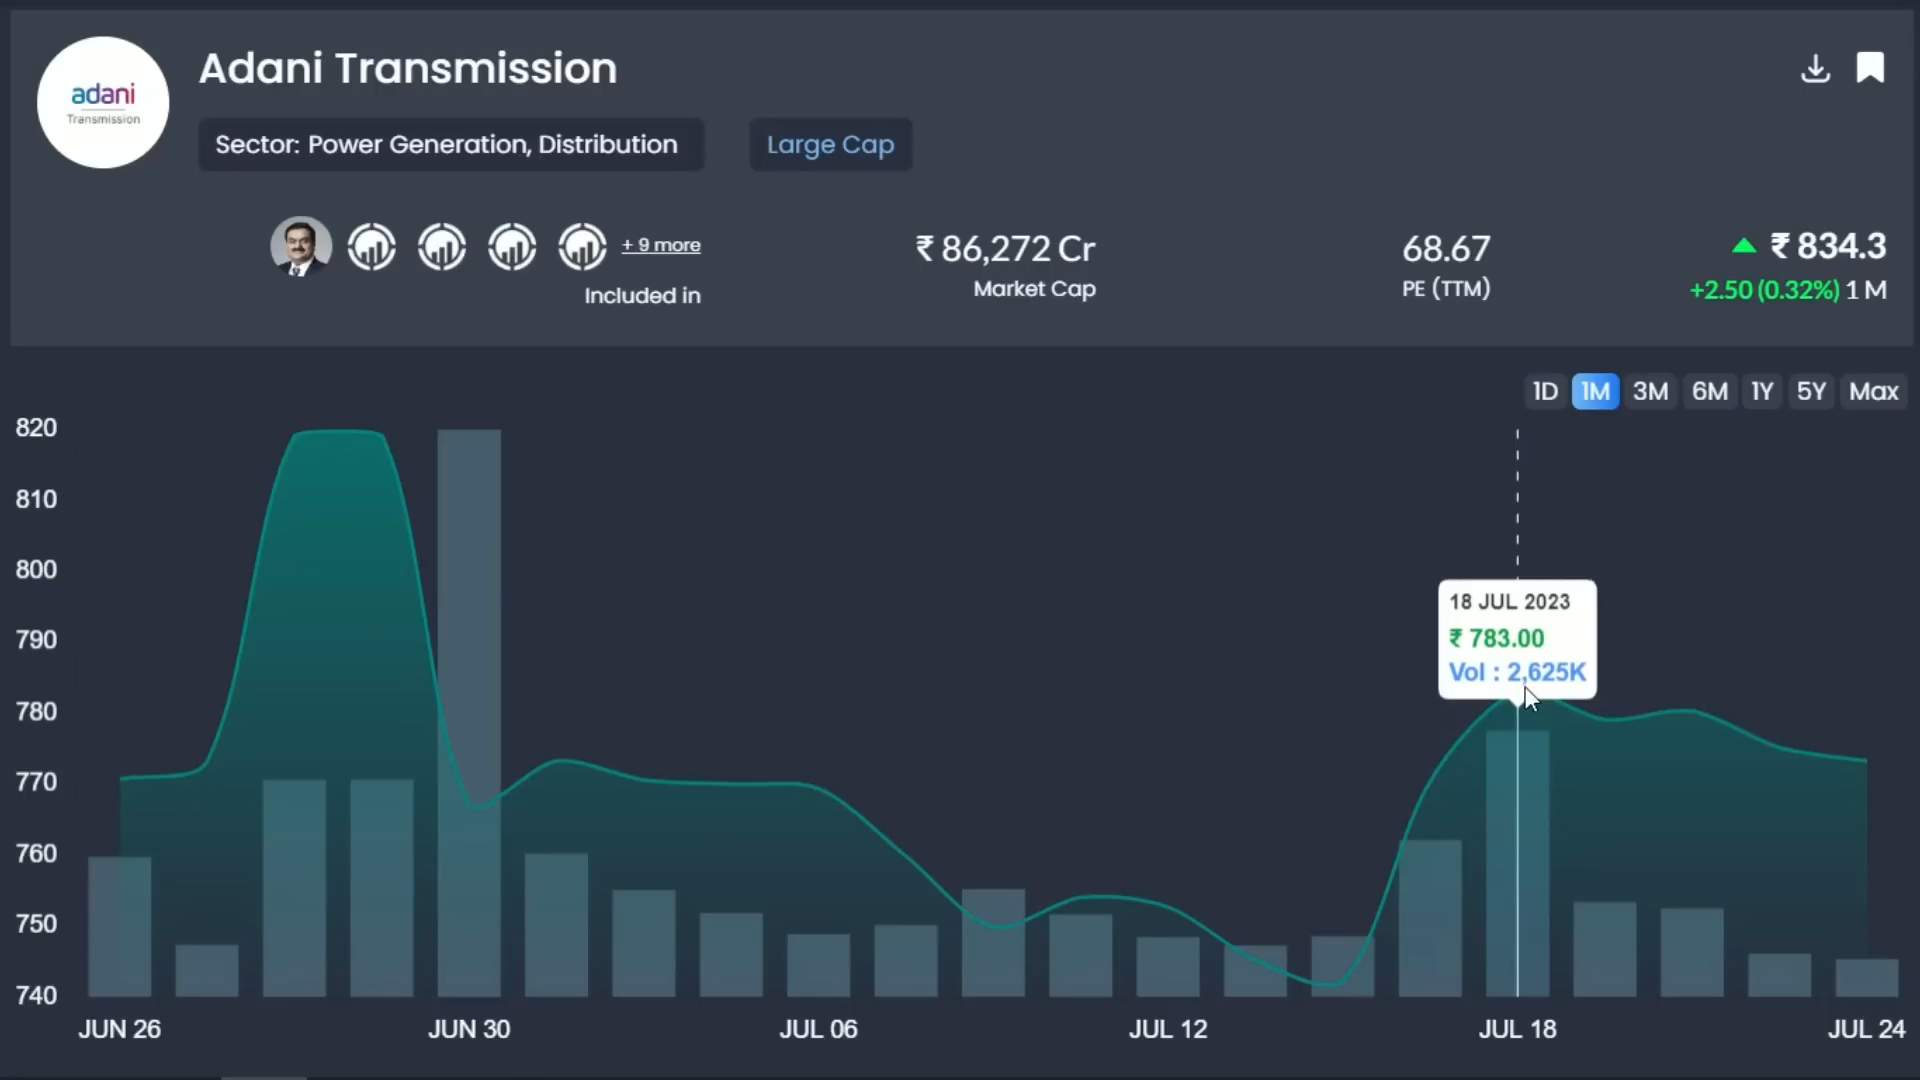 adani
Transmission
Adani Transmission
Sector: Power Generation, Distribution
Large Cap
+ 9 more
Included in
₹ 86,272 Cr
Market Cap
68.67
PE (TTM)
₹ 834.3
+2.50 (0.32%) 1 M
1D 1M 3M 6M 1Y 5Y Max
820
810
800
790
780
770
760
750
740
18 JUL 2023
₹ 783.00
Vol : 2,625K
JUN 26 JUN 30 JUL 06 JUL 12 JUL 18 JUL 24